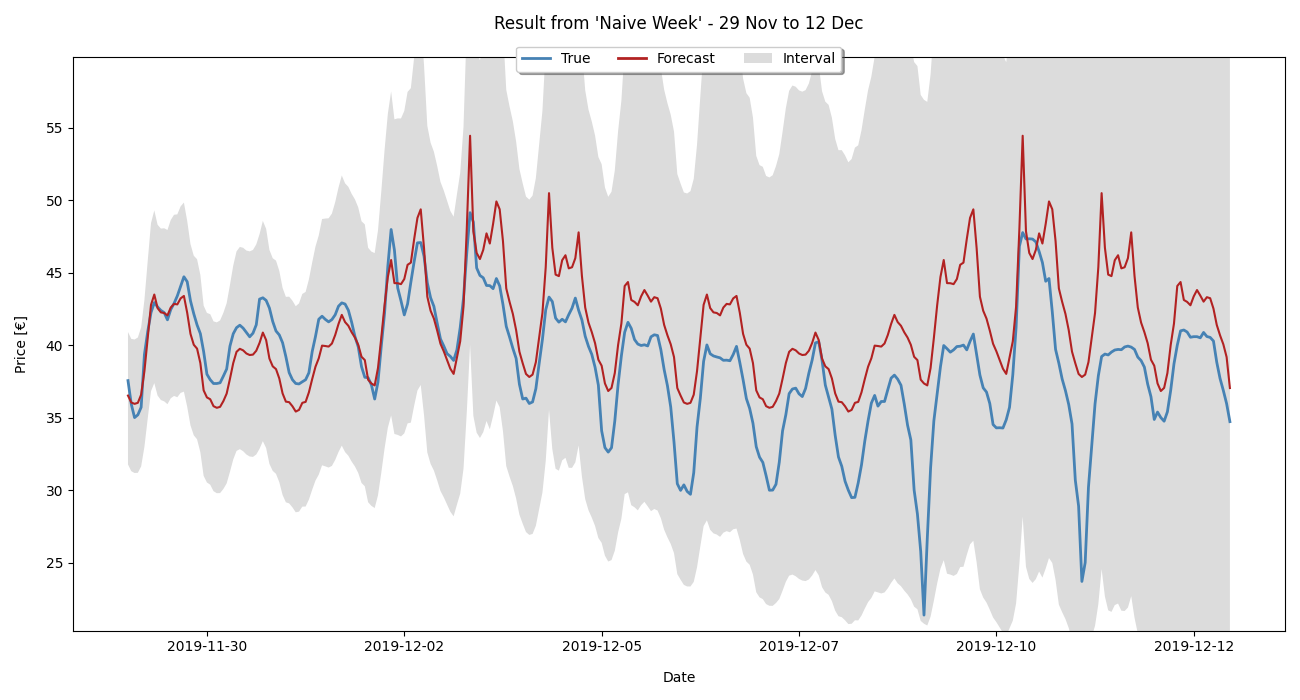 Result from 'Naive Week' - 29 Nov to 12 Dec
True Forecast Interval
Price [€]
55
50
45
40
35
30
25
2019-11-30 2019-12-02 2019-12-05 2019-12-07 2019-12-10 2019-12-12
Date